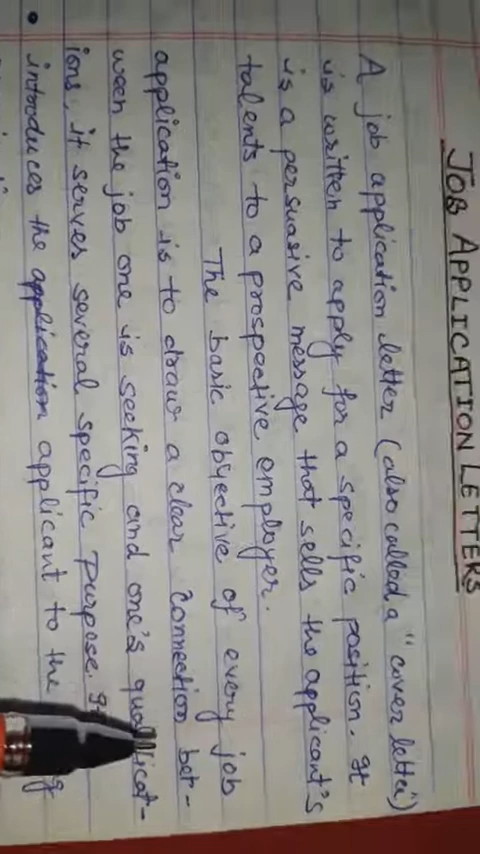 JOB APPLICATION LETTERS
A job application letter (also called a "cover letter")
is written to apply for a specific position. It
is a persuasive message that sells the applicant's
talents to a prospective employer.
The basic objective of every job
application is to draw a clear connection bet-
ween the job one is seeking and one's qualificat-
ions, it serves several specific purpose. It
introduces the applicant to the